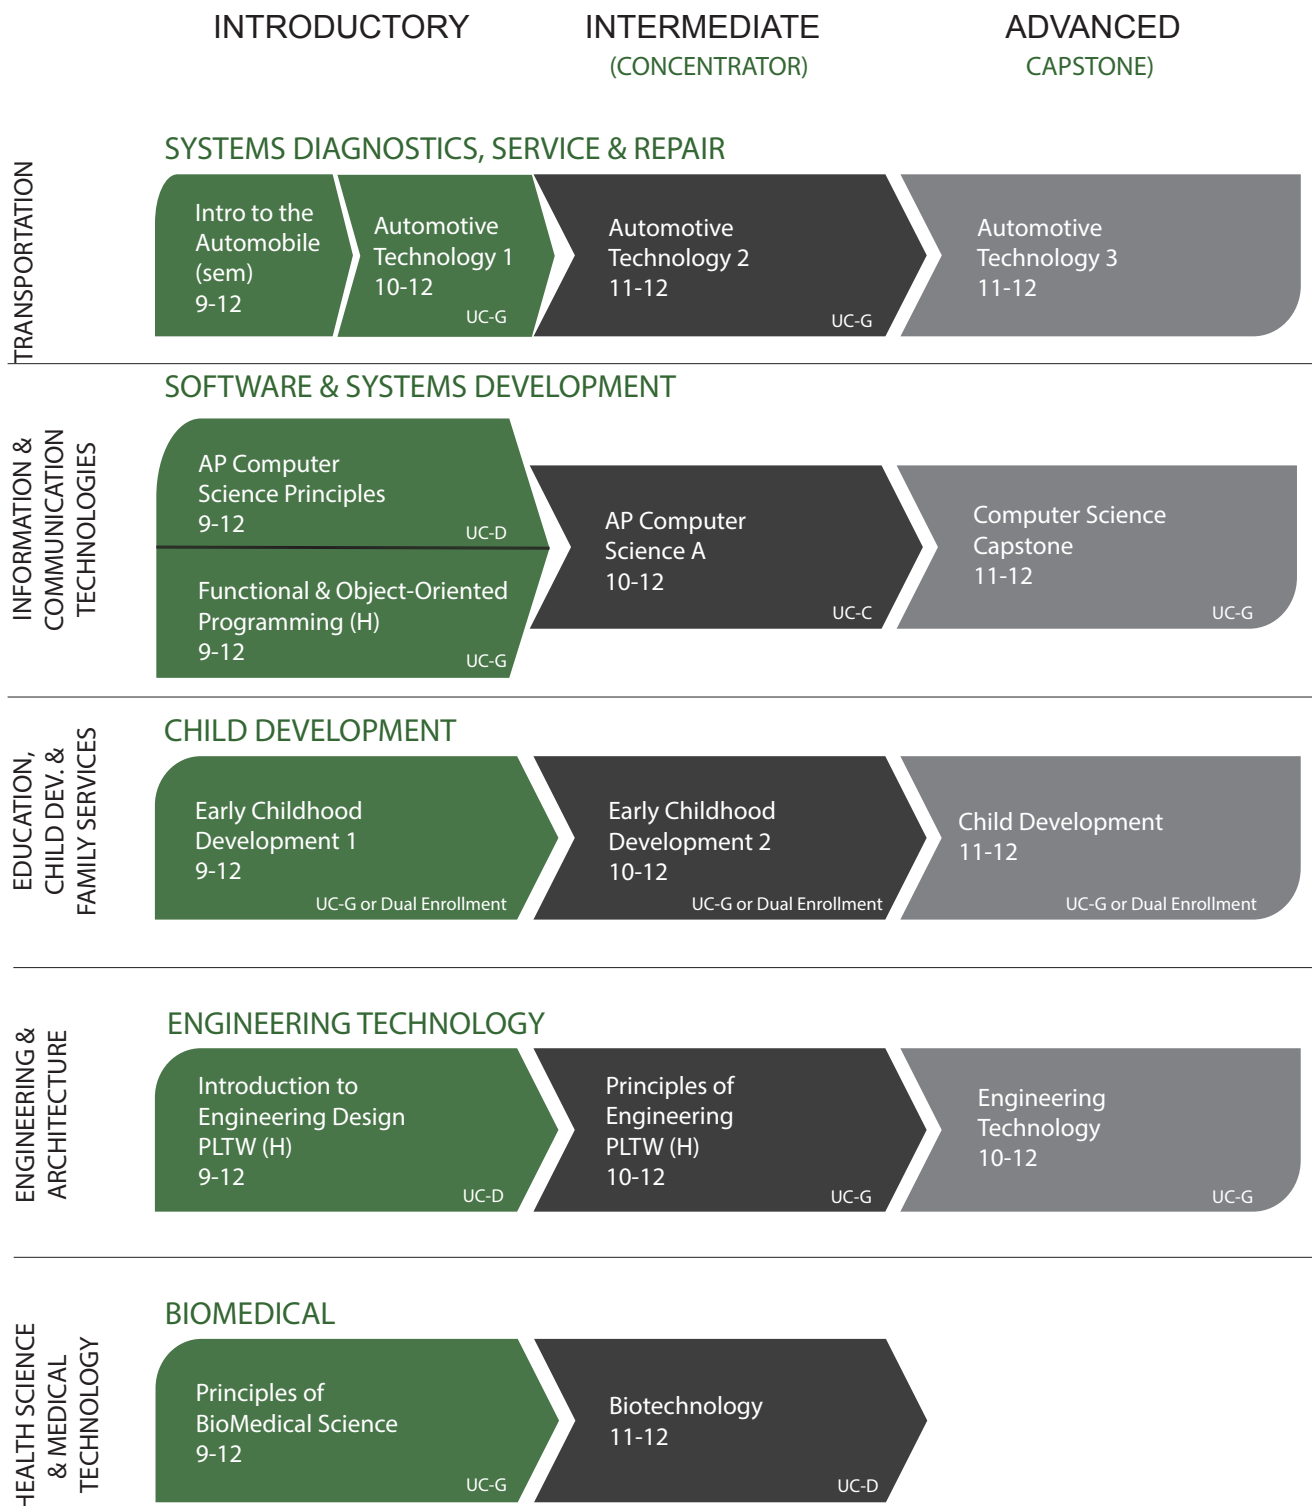 INTRODUCTORY
INTERMEDIATE
(CONCENTRATOR)
ADVANCED
CAPSTONE)
TRANSPORTATION
SYSTEMS DIAGNOSTICS, SERVICE & REPAIR
Intro to the
Automobile
(sem)
9-12
Automotive
Technology 1
10-12
UC-G
Automotive
Technology 2
11-12
UC-G
Automotive
Technology 3
11-12
INFORMATION &
COMMUNICATION
TECHNOLOGIES
SOFTWARE & SYSTEMS DEVELOPMENT
AP Computer
Science Principles
9-12
UC-D
Functional & Object-Oriented
Programming (H)
9-12
UC-G
AP Computer
Science A
10-12
UC-C
Computer Science
Capstone
11-12
UC-G
EDUCATION,
CHILD DEV. &
FAMILY SERVICES
CHILD DEVELOPMENT
Early Childhood
Development 1
9-12
UC-G or Dual Enrollment
Early Childhood
Development 2
10-12
UC-G or Dual Enrollment
Child Development
11-12
UC-G or Dual Enrollment
ENGINEERING &
ARCHITECTURE
ENGINEERING TECHNOLOGY
Introduction to
Engineering Design
PLTW (H)
9-12
UC-D
Principles of
Engineering
PLTW (H)
10-12
UC-G
Engineering
Technology
10-12
UC-G
HEALTH SCIENCE
& MEDICAL
TECHNOLOGY
BIOMEDICAL
Principles of
BioMedical Science
9-12
UC-G
Biotechnology
11-12
UC-D